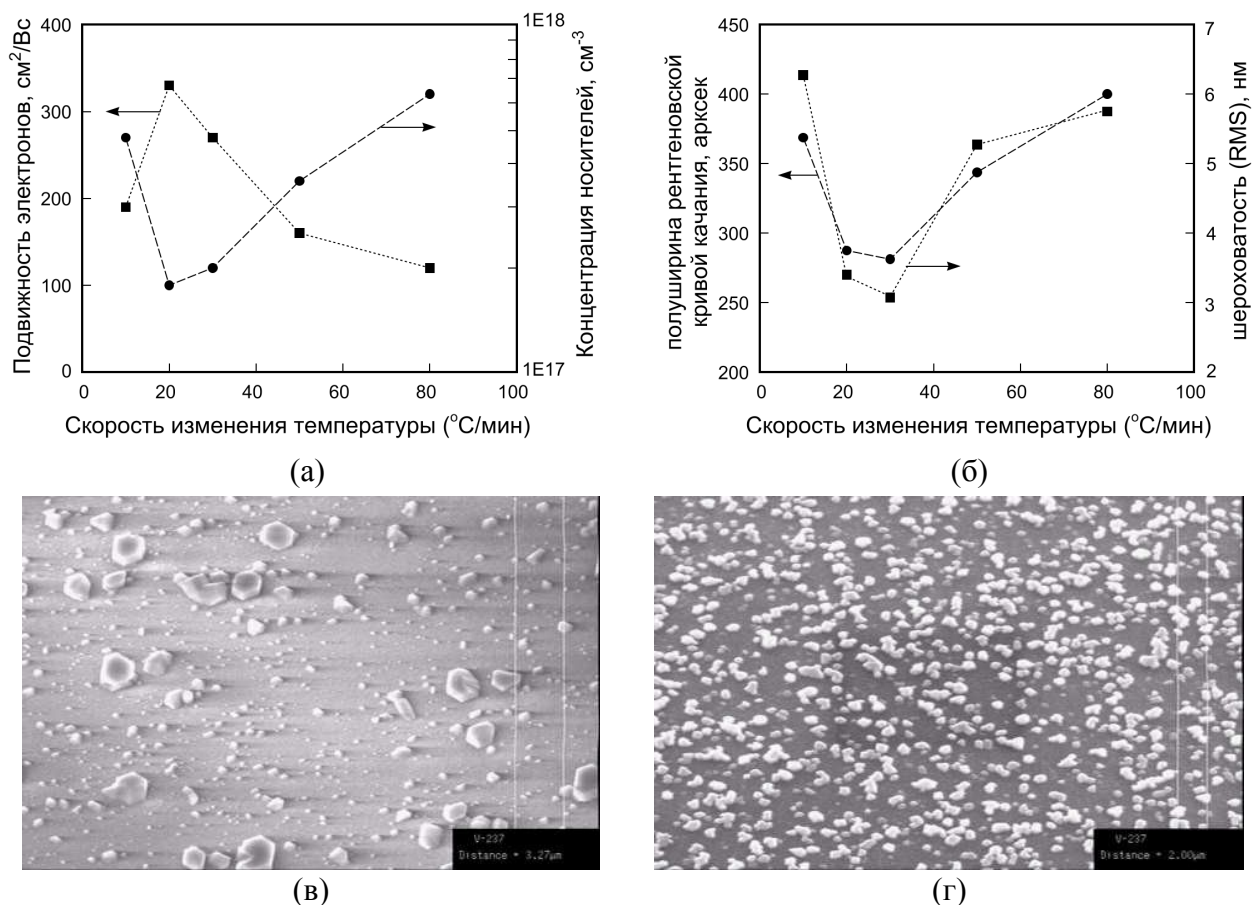 Подвижность электронов, см²/Вс
400
300
200
100
0
1E18
1E17
Концентрация носителей, см⁻³
0 20 40 60 80 100
Скорость изменения температуры (°С/мин)
(а)
полуширина рентгеновской
кривой качания, арксек
450
400
350
300
250
200
7
6
5
4
3
2
шероховатость (RMS), нм
0 20 40 60 80 100
Скорость изменения температуры (°С/мин)
(б)
V-237
Distance = 3.27µm
(в)
V-237
Distance = 2.00µm
(г)